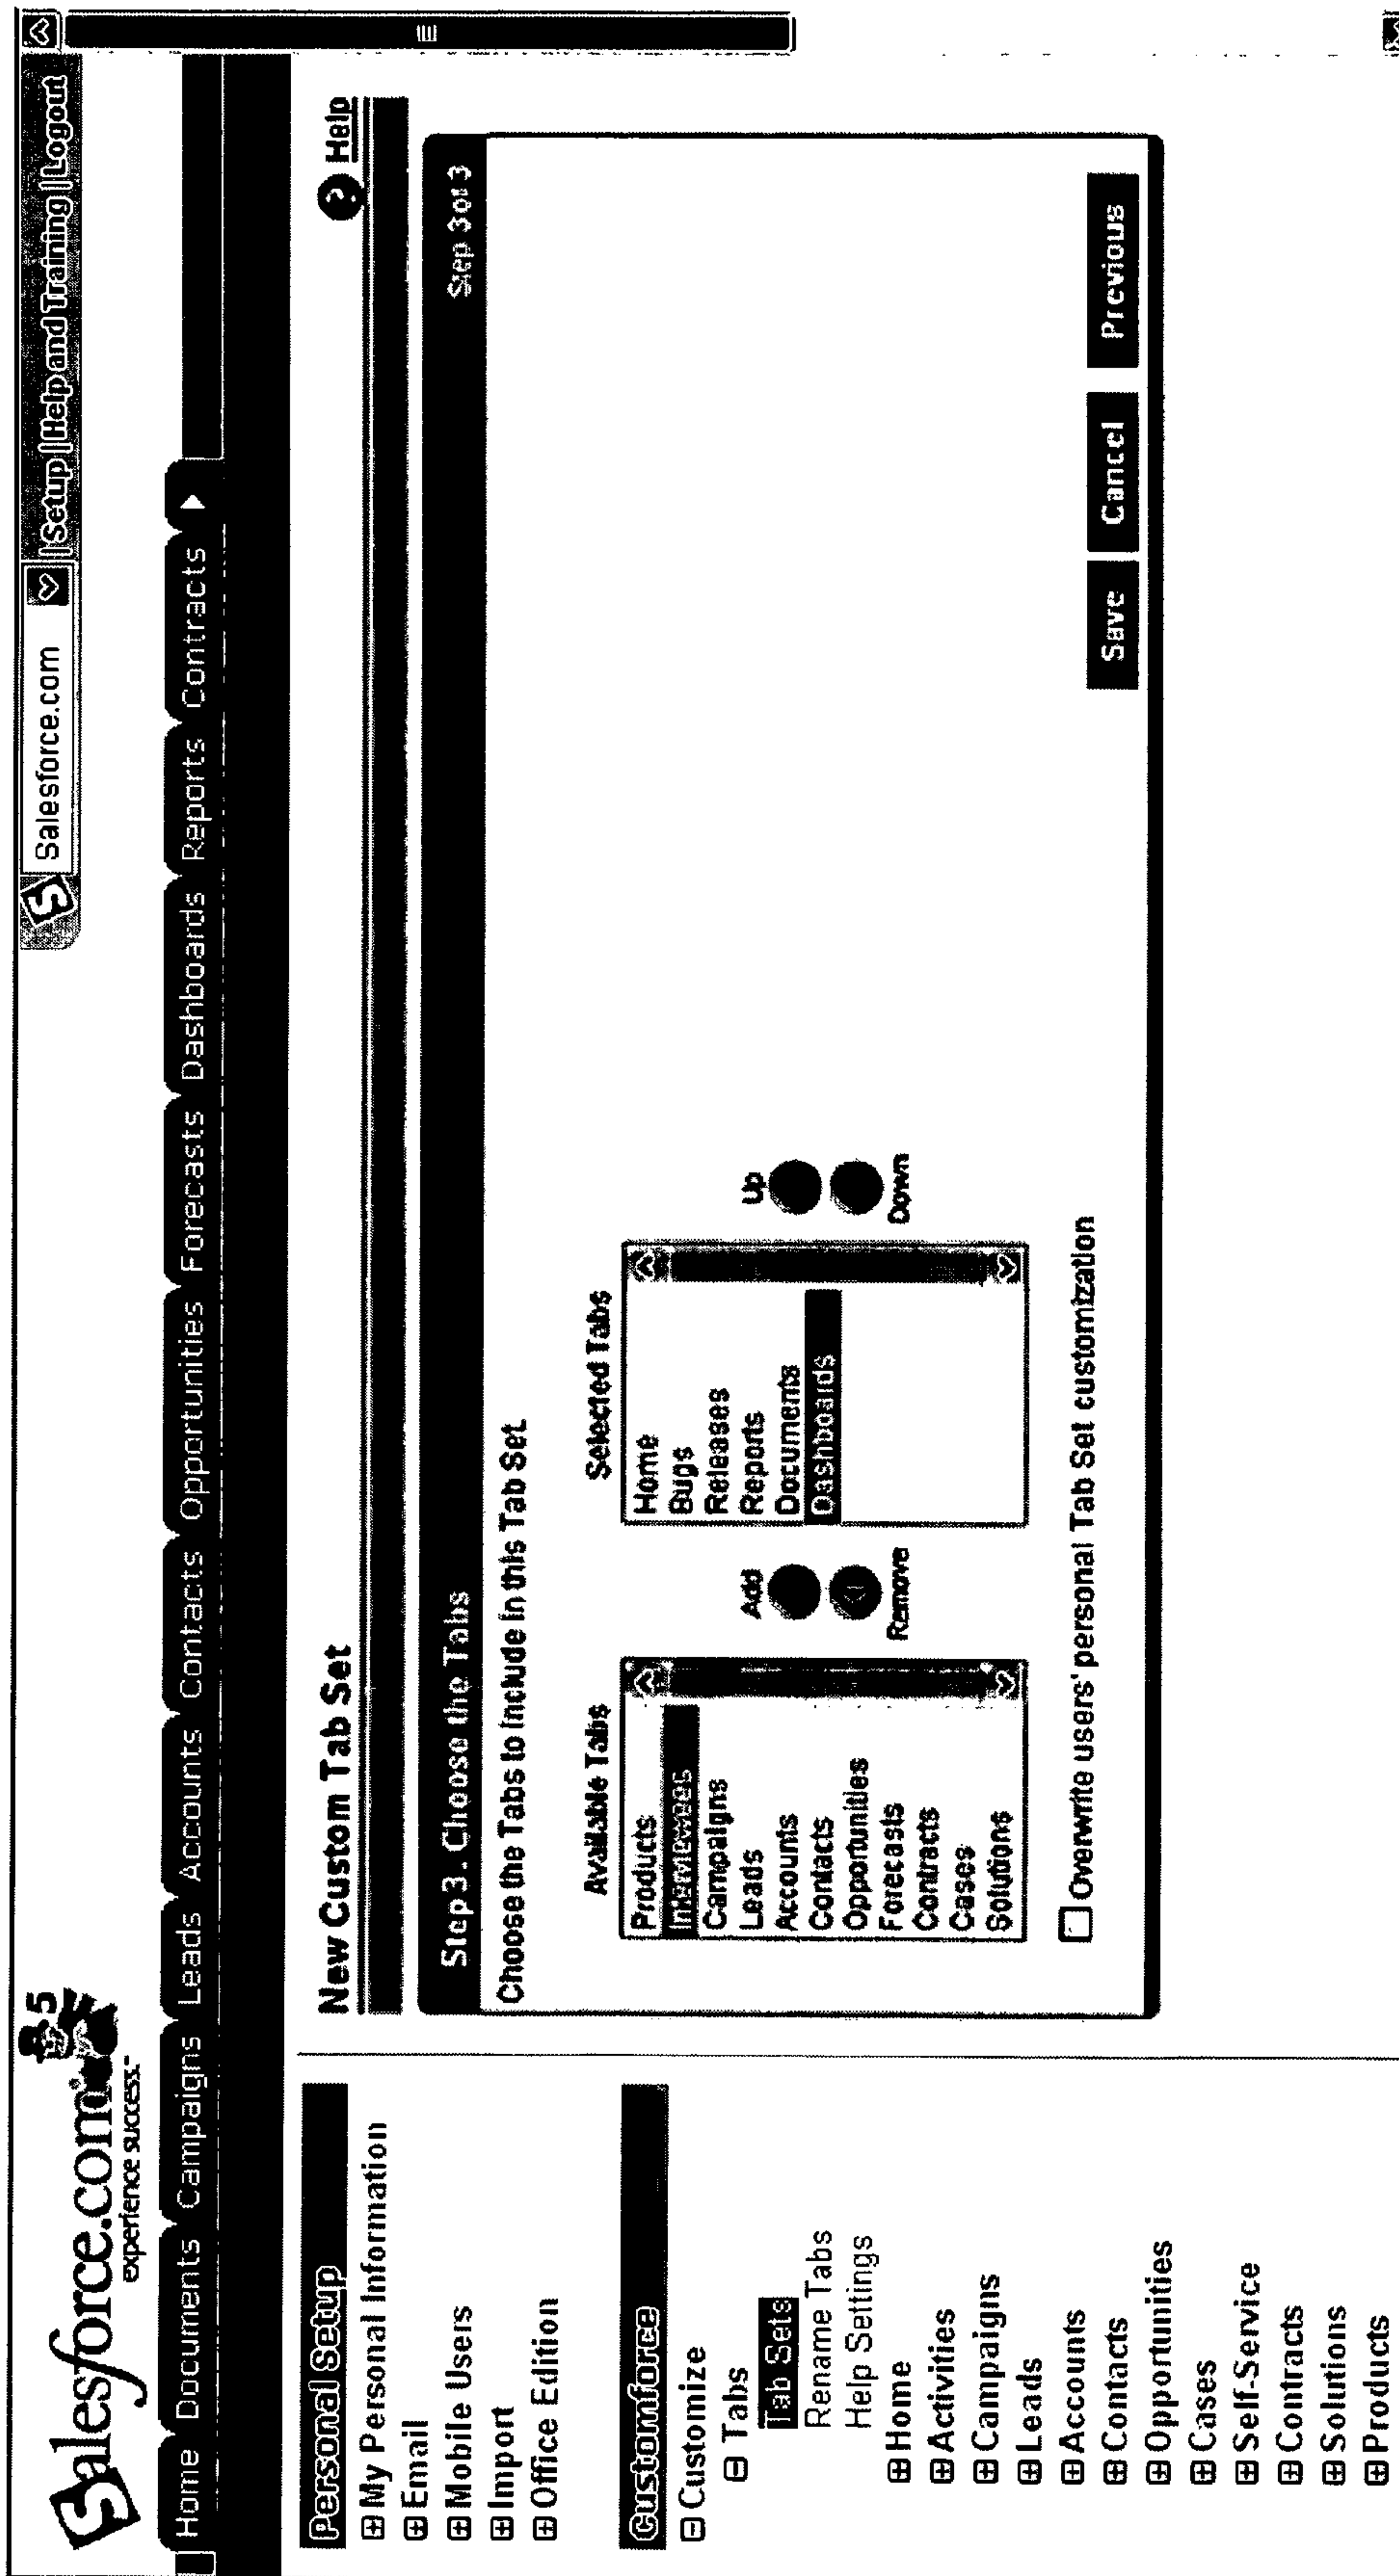 Salesforce.com
| Setup | Help and Training | Logout
salesforce.com 5
experience success.™
Home Documents Campaigns Leads Accounts Contacts Opportunities Forecasts Dashboards Reports Contracts
Personal Setup
My Personal Information
Email
Mobile Users
Import
Office Edition
Customforce
Customize
Tabs
Tab Sets
Rename Tabs
Help Settings
Home
Activities
Campaigns
Leads
Accounts
Contacts
Opportunities
Cases
Self-Service
Contracts
Solutions
Products
New Custom Tab Set
? Help
Step 3. Choose the Tabs
Step 3 of 3
Choose the Tabs to include in this Tab Set.
Available Tabs
Products
Interviewees
Campaigns
Leads
Accounts
Contacts
Opportunities
Forecasts
Contracts
Cases
Solutions
Add
Remove
Selected Tabs
Home
Bugs
Releases
Reports
Documents
Dashboards
Up
Down
Overwrite users' personal Tab Set customization
Save Cancel Previous